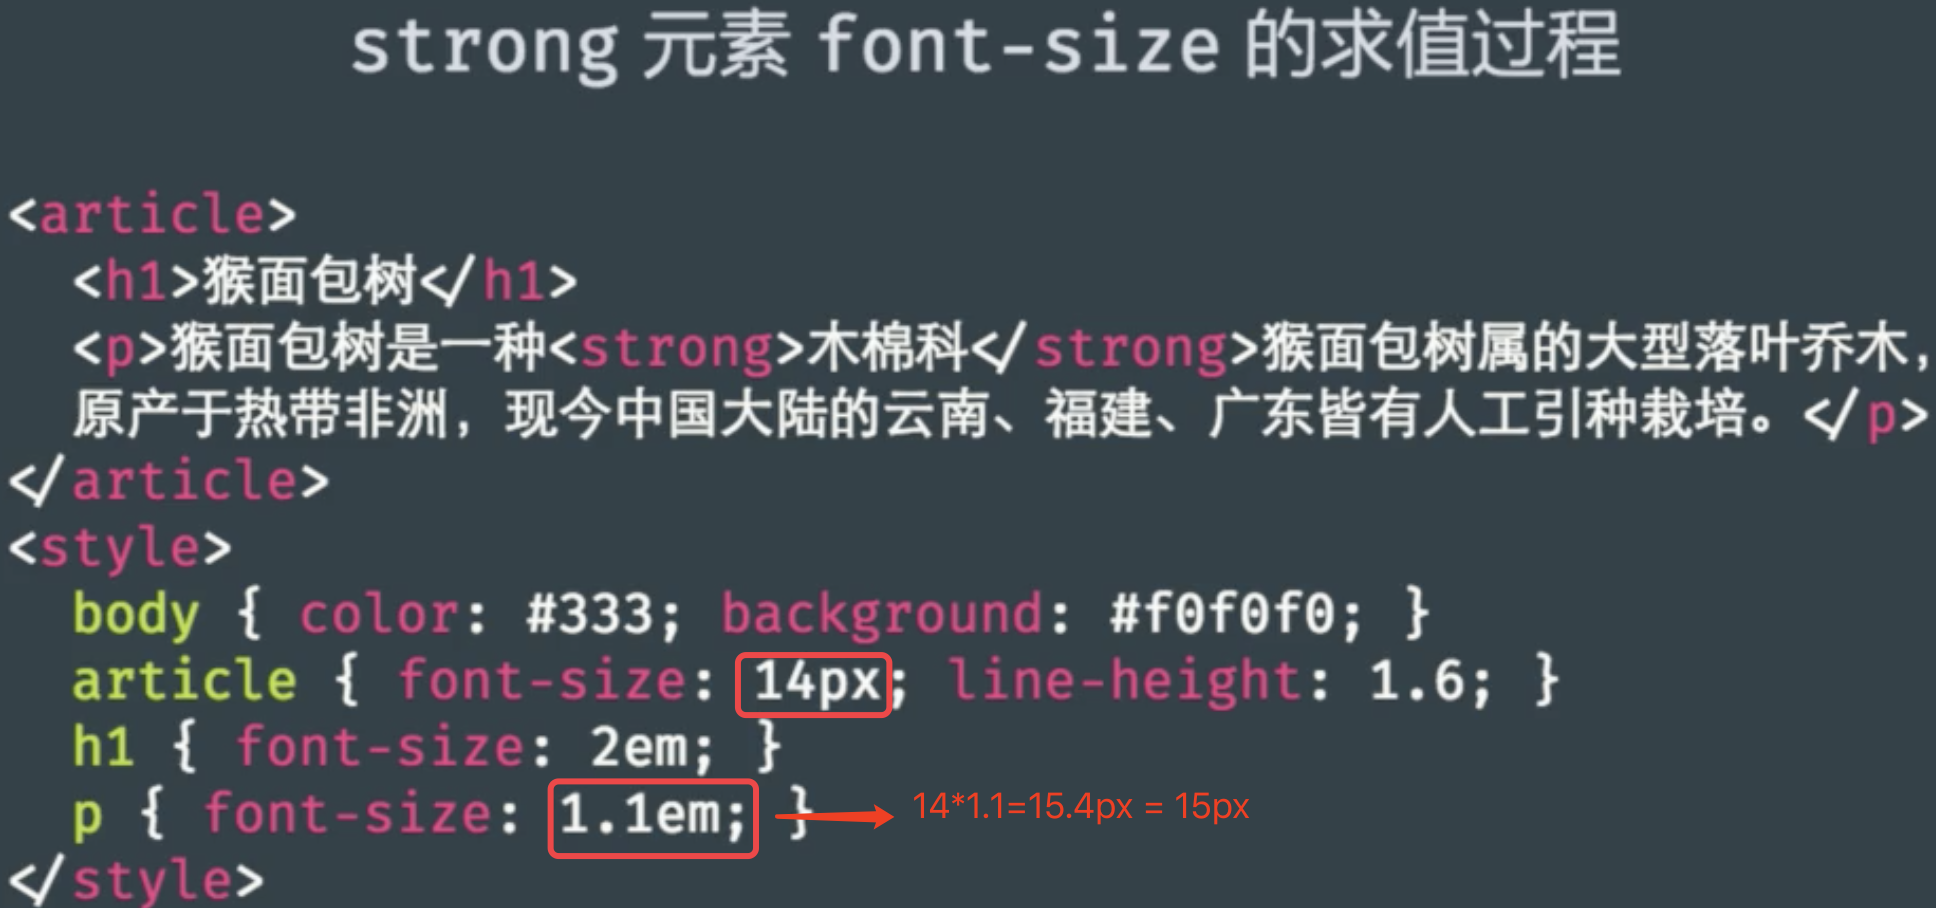 strong 元素 font-size 的求值过程
<article>
<h1>猴面包树</h1>
<p>猴面包树是一种<strong>木棉科</strong>猴面包树属的大型落叶乔木，
原产于热带非洲，现今中国大陆的云南、福建、广东皆有人工引种栽培。</p>
</article>
<style>
body { color: #333; background: #f0f0f0; }
article { font-size: 14px; line-height: 1.6; }
h1 { font-size: 2em; }
p { font-size: 1.1em; } 14*1.1=15.4px = 15px
</style>